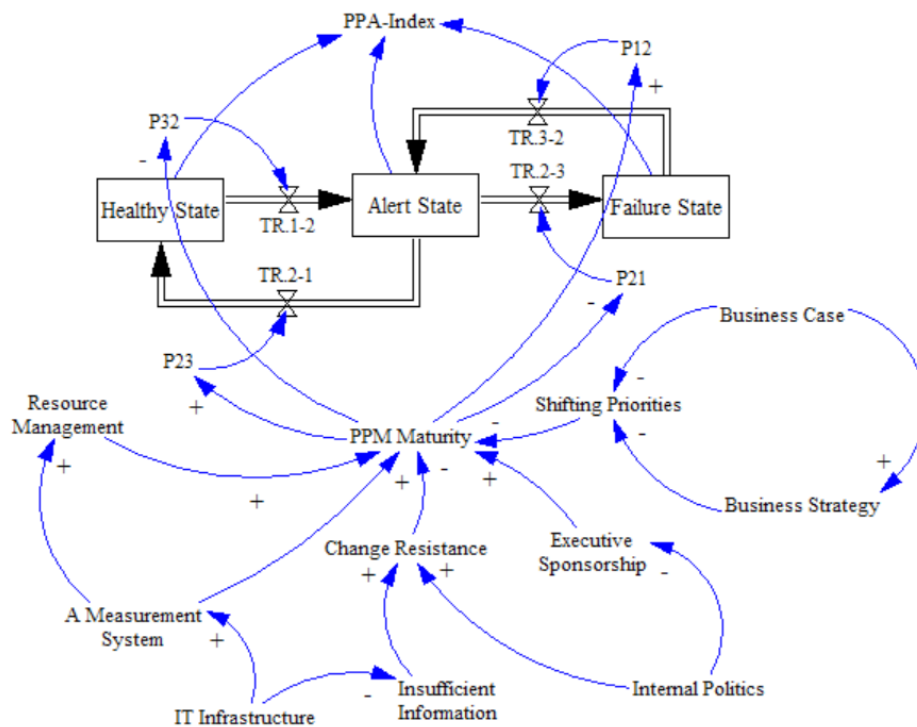 PPA-Index
P12
+
P32
-
TR.3-2
TR.2-3
Healthy State
Alert State
Failure State
TR.1-2
TR.2-1
P21
-
Business Case
P23
+
-
Shifting Priorities
-
Resource
Management
+
PPM Maturity
-
+
-
+
+
+
Business Strategy
Change Resistance
+
+
Executive
Sponsorship
-
A Measurement
System
+
-
Insufficient
Information
Internal Politics
IT Infrastructure